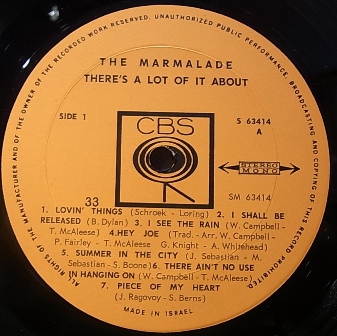 ALL RIGHTS OF THE MANUFACTURER AND OF THE OWNER OF THE RECORDED WORK RESERVED. UNAUTHORIZED PUBLIC PERFORMANCE, BROADCASTING AND COPYING OF THIS RECORD PROHIBITED.
THE MARMALADE
THERE'S A LOT OF IT ABOUT
SIDE 1
S 63414
A
CBS
STEREO
MONO
33
SM 63414
1. LOVIN' THINGS (Schroek - Loring) 2. I SHALL BE
RELEASED (B. Dylan) 3. I SEE THE RAIN (W. Campbell -
T. McAleese) 4.HEY JOE (Trad. - Arr. W. Campbell -
P. Fairley - T. McAleese G. Knight - A. Whitehead)
5. SUMMER IN THE CITY (J. Sebastian - M.
Sebastian - S. Boone) 6. THERE AIN'T NO USE
IN HANGING ON (W. Campbell - T. McAleese)
7. PIECE OF MY HEART
(J. Ragovoy - S. Berns)
MADE IN ISRAEL